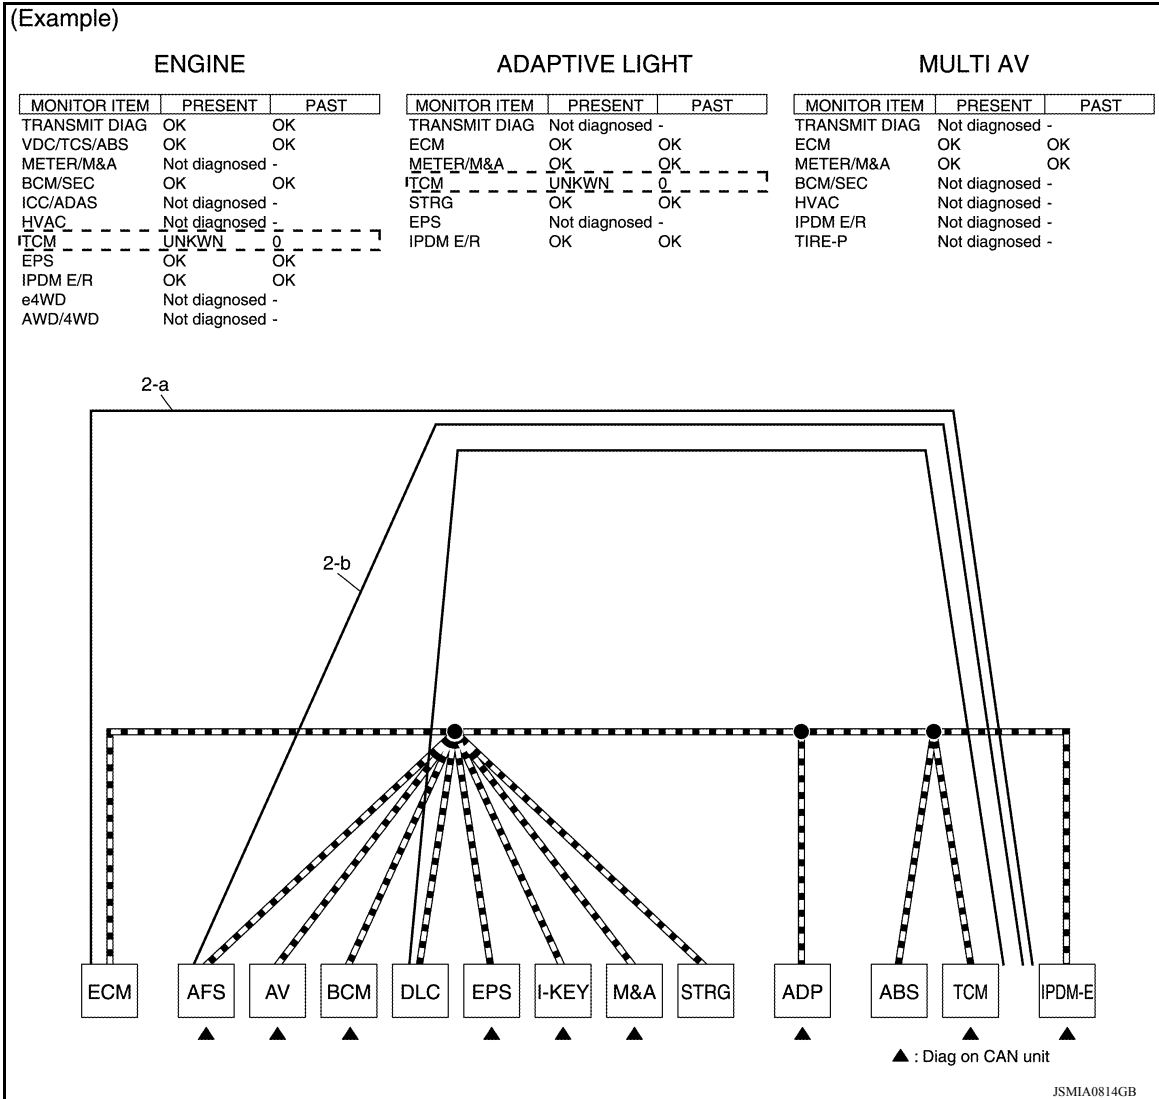 (Example)
ENGINE
MONITOR ITEM PRESENT PAST
TRANSMIT DIAG OK OK
VDC/TCS/ABS OK OK
METER/M&A Not diagnosed -
BCM/SEC OK OK
ICC/ADAS Not diagnosed -
HVAC Not diagnosed -
TCM UNKWN 0
EPS OK OK
IPDM E/R OK OK
e4WD Not diagnosed -
AWD/4WD Not diagnosed -
ADAPTIVE LIGHT
MONITOR ITEM PRESENT PAST
TRANSMIT DIAG Not diagnosed -
ECM OK OK
METER/M&A OK OK
TCM UNKWN 0
STRG OK OK
EPS Not diagnosed -
IPDM E/R OK OK
MULTI AV
MONITOR ITEM PRESENT PAST
TRANSMIT DIAG Not diagnosed -
ECM OK OK
METER/M&A OK OK
BCM/SEC Not diagnosed -
HVAC Not diagnosed -
IPDM E/R Not diagnosed -
TIRE-P Not diagnosed -
2-a
2-b
ECM AFS AV BCM DLC EPS I-KEY M&A STRG ADP ABS TCM IPDM-E
▲ : Diag on CAN unit
JSMIA0814GB